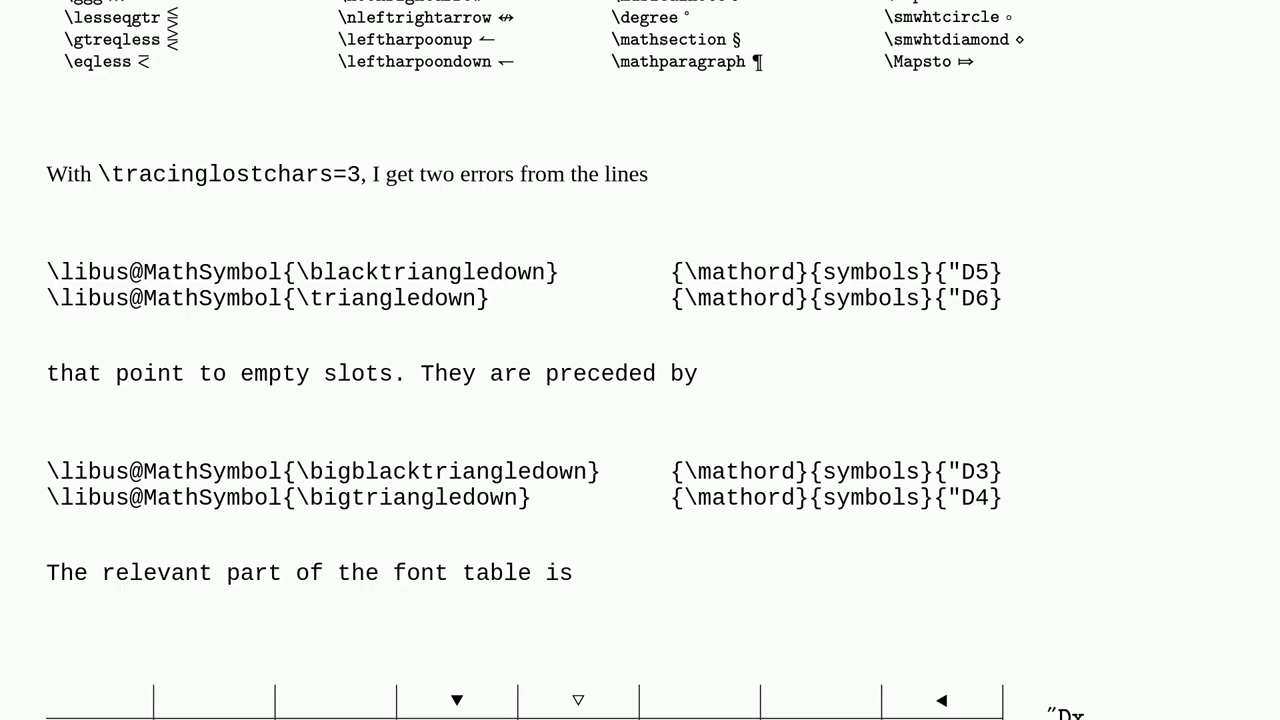 \lesseqgtr ⋚ \nleftrightarrow ↮ \degree ° \smwhtcircle ◦
\gtreqless ⋛ \leftharpoonup ↼ \mathsection § \smwhtdiamond ⋄
\eqless ⋜ \leftharpoondown ↽ \mathparagraph ¶ \Mapsto ⤇
With \tracinglostchars=3, I get two errors from the lines
\libus@MathSymbol{\blacktriangledown} {\mathord}{symbols}{"D5}
\libus@MathSymbol{\triangledown} {\mathord}{symbols}{"D6}
that point to empty slots. They are preceded by
\libus@MathSymbol{\bigblacktriangledown} {\mathord}{symbols}{"D3}
\libus@MathSymbol{\bigtriangledown} {\mathord}{symbols}{"D4}
The relevant part of the font table is
▼ ▽ ◀ ″Dx